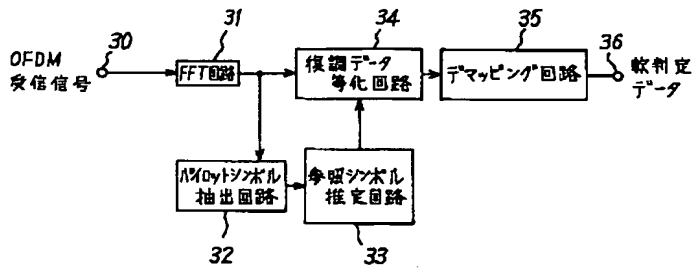 30
OFDM
受信信号
31
FFT回路
34
復調データ
等化回路
35
デマッピング回路
36
軟判定
データ
パイロットシンボル
抽出回路
32
参照シンボル
推定回路
33